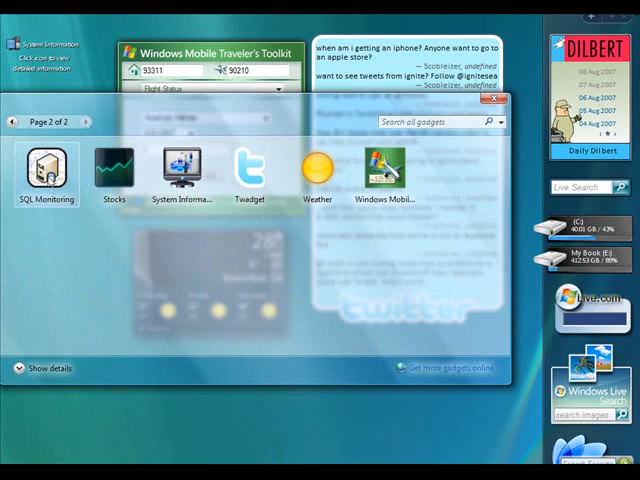 System Information
Click icon to view
detailed information
Windows Mobile Traveler's Toolkit
93311
90210
Flight Status
when am i getting an iphone? Anyone want to go to
an apple store?
— Scobleizer, undefined
want to see tweets from ignite? Follow @ignitesea
— Scobleizer, undefined
Page 2 of 2
Search all gadgets
SQL Monitoring
Stocks
System Informa...
Twadget
Weather
Windows Mobil...
28°
twitter
Show details
Get more gadgets online
DILBERT
08 Aug 2007
07 Aug 2007
06 Aug 2007
05 Aug 2007
04 Aug 2007
Daily Dilbert
Live Search
(C:)
40.01 GB / 43%
My Book (E:)
412.53 GB / 89%
Live.com
Windows Live
Search
search images